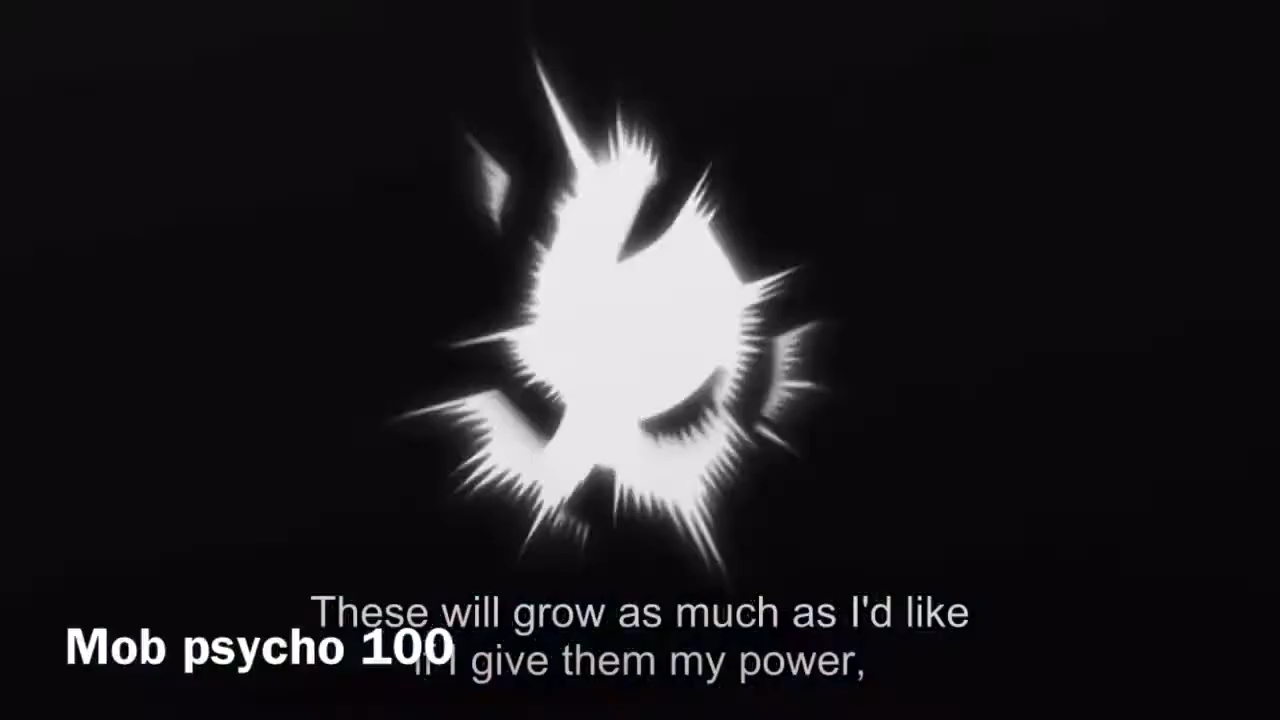 These will grow as much as I'd like
Mob psycho 100
I give them my power,